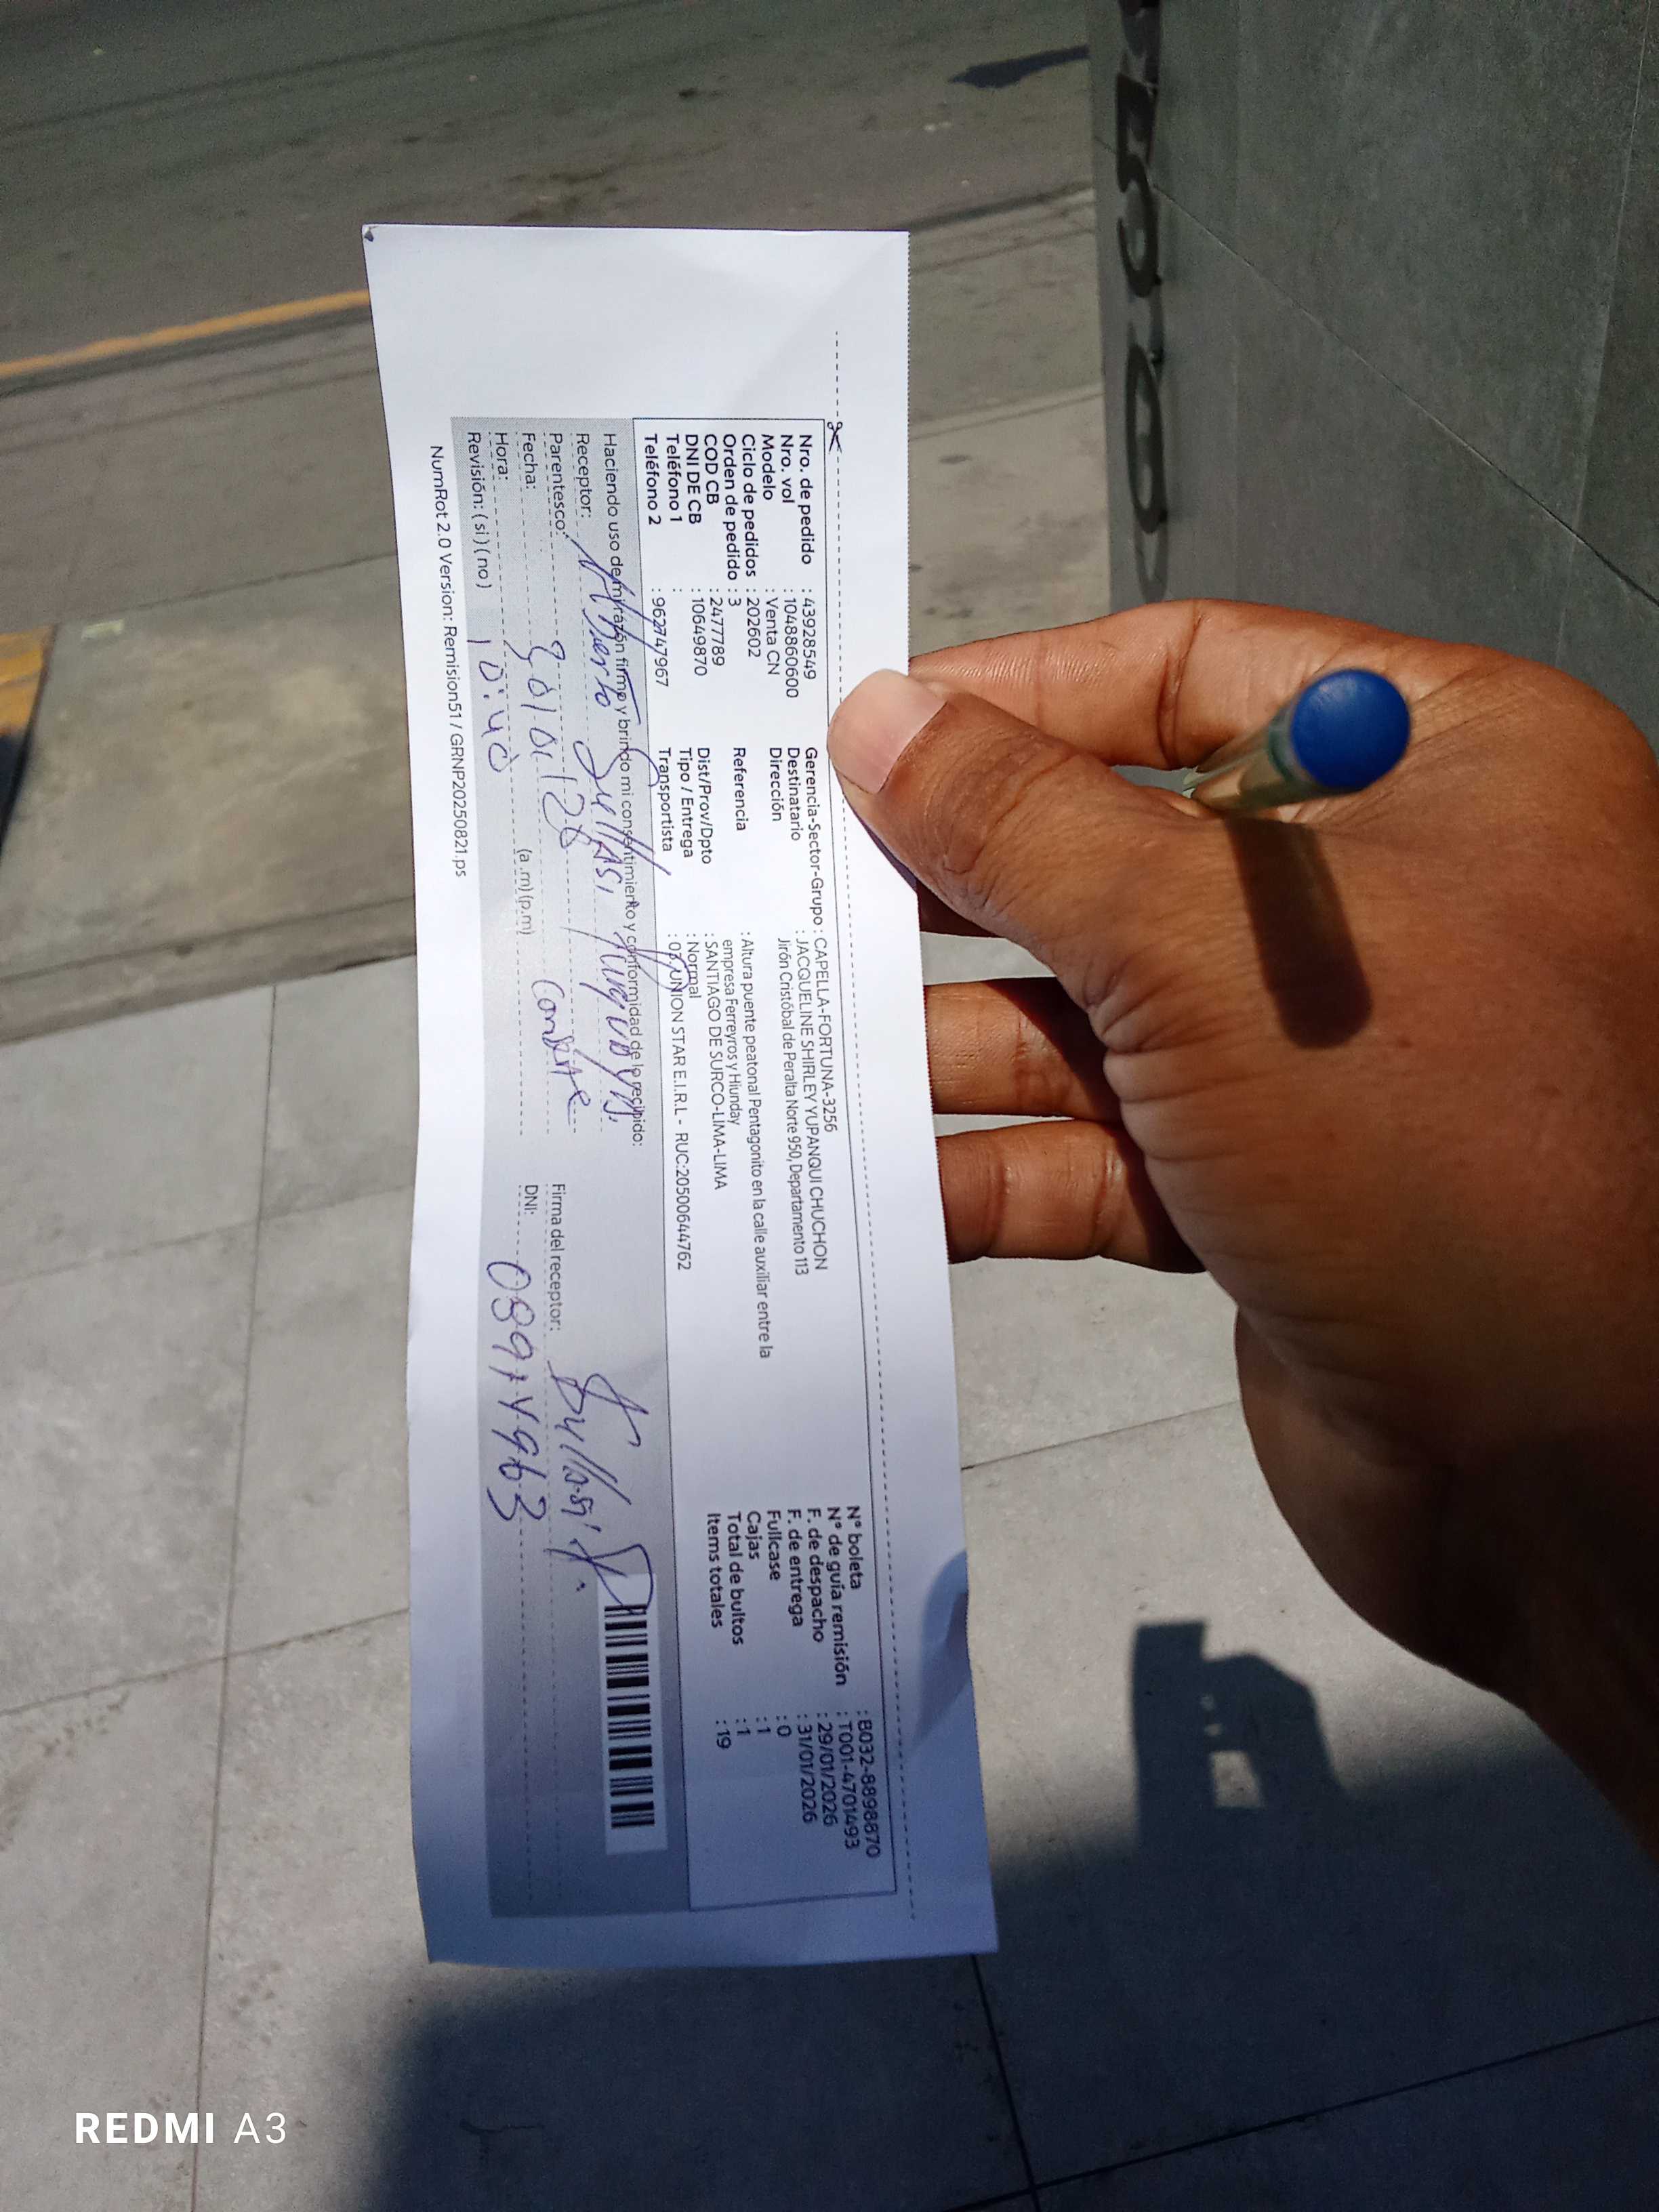 Nro. de pedido : 439285549
Nro. vol : 1048860600
Modelo : Venta CN
Ciclo de pedidos : 202602
Orden de pedido : 3
COD CB : 2477789
DNI DE CB : 10649870
Teléfono 1 :
Teléfono 2 : 962747967
Gerencia-Sector-Grupo : CAPELLA-FORTUNA-3256
Destinatario : JACQUELINE SHIRLEY YUPANQUI CHUCHON
Dirección Jirón Cristóbal de Peralta Norte 950, Departamento 113
Referencia : Altura puente peatonal Pentagonito en la calle auxiliar entre la
empresa Ferreyros y Hiunday
Dist/Prov/Dpto : SANTIAGO DE SURCO-LIMA-LIMA
Tipo / Entrega : Normal
Transportista UNION STAR E.I.R.L - RUC:20500644762
N° boleta : B032-8898870
N° de guía remisión : T001-4701493
F. de despacho : 29/01/2026
F. de entrega : 31/01/2026
Fullcase : 0
Cajas : 1
Total de bultos : 1
Items totales : 19
Haciendo uso de mi razón firmo y brindo mi consentimiento y conformidad de lo recibido:
Receptor: Alberto Sullasi
Parentesco:
Fecha:
Hora: 10:40 (a.m)(p.m)
Revisión: (si)(no)
Firma del receptor: Sullasi
DNI:
NumRot 2.0 Version: Remision51 / GRNP20250821.ps
REDMI A3